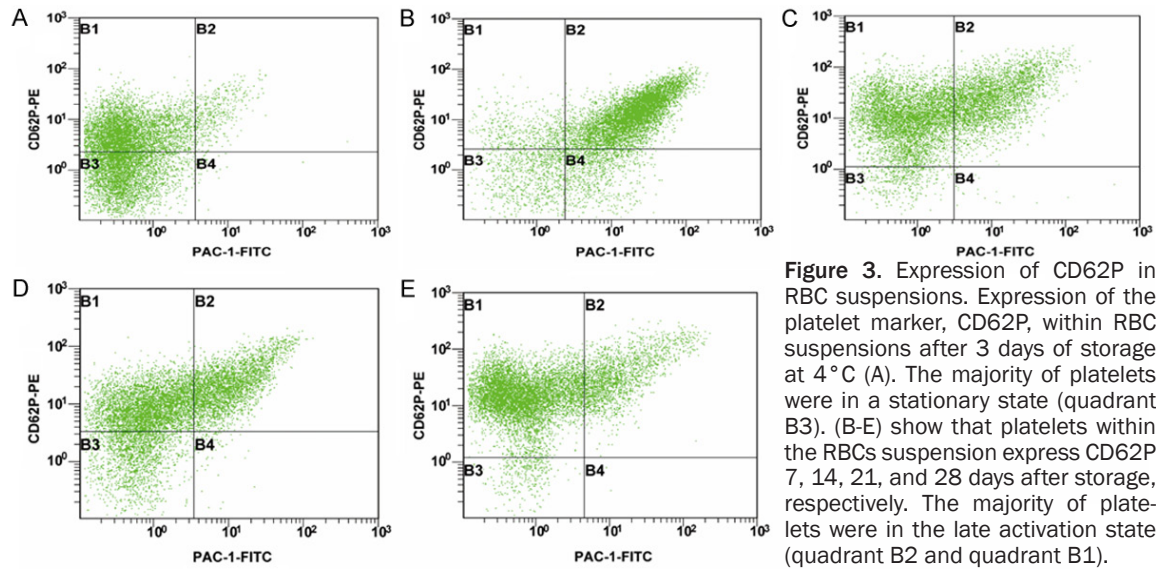 A
10³
B1
B2
10²
10¹
10⁰
B3
B4
CD62P-PE
10⁰
10¹
10²
10³
PAC-1-FITC
B
10³
B1
B2
10²
10¹
10⁰
B3
B4
CD62P-PE
10⁰
10¹
10²
10³
PAC-1-FITC
C
10³
B1
B2
10²
10¹
10⁰
B3
B4
CD62P-PE
10⁰
10¹
10²
10³
PAC-1-FITC
D
10³
B1
B2
10²
10¹
10⁰
B3
B4
CD62P-PE
10⁰
10¹
10²
10³
PAC-1-FITC
E
10³
B1
B2
10²
10¹
10⁰
B3
B4
CD62P-PE
10⁰
10¹
10²
10³
PAC-1-FITC
Figure 3. Expression of CD62P in
RBC suspensions. Expression of the
platelet marker, CD62P, within RBC
suspensions after 3 days of storage
at 4°C (A). The majority of platelets
were in a stationary state (quadrant
B3). (B-E) show that platelets within
the RBCs suspension express CD62P
7, 14, 21, and 28 days after storage,
respectively. The majority of plate-
lets were in the late activation state
(quadrant B2 and quadrant B1).